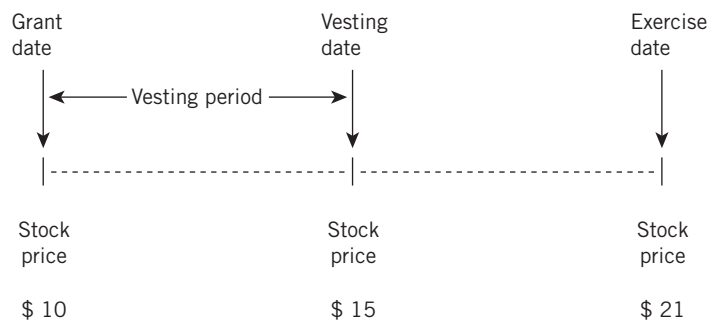 Grant date
Vesting date
Exercise date
Vesting period
Stock price
Stock price
Stock price
$ 10
$ 15
$ 21